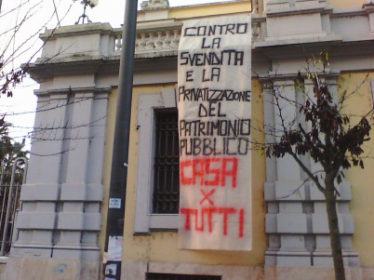 CONTRO
LA
SVENDITA
E LA
PRIVATIZZAZIONE
DEL
PATRIMONIO
PUBBLICO
CASA
X
TUTTI